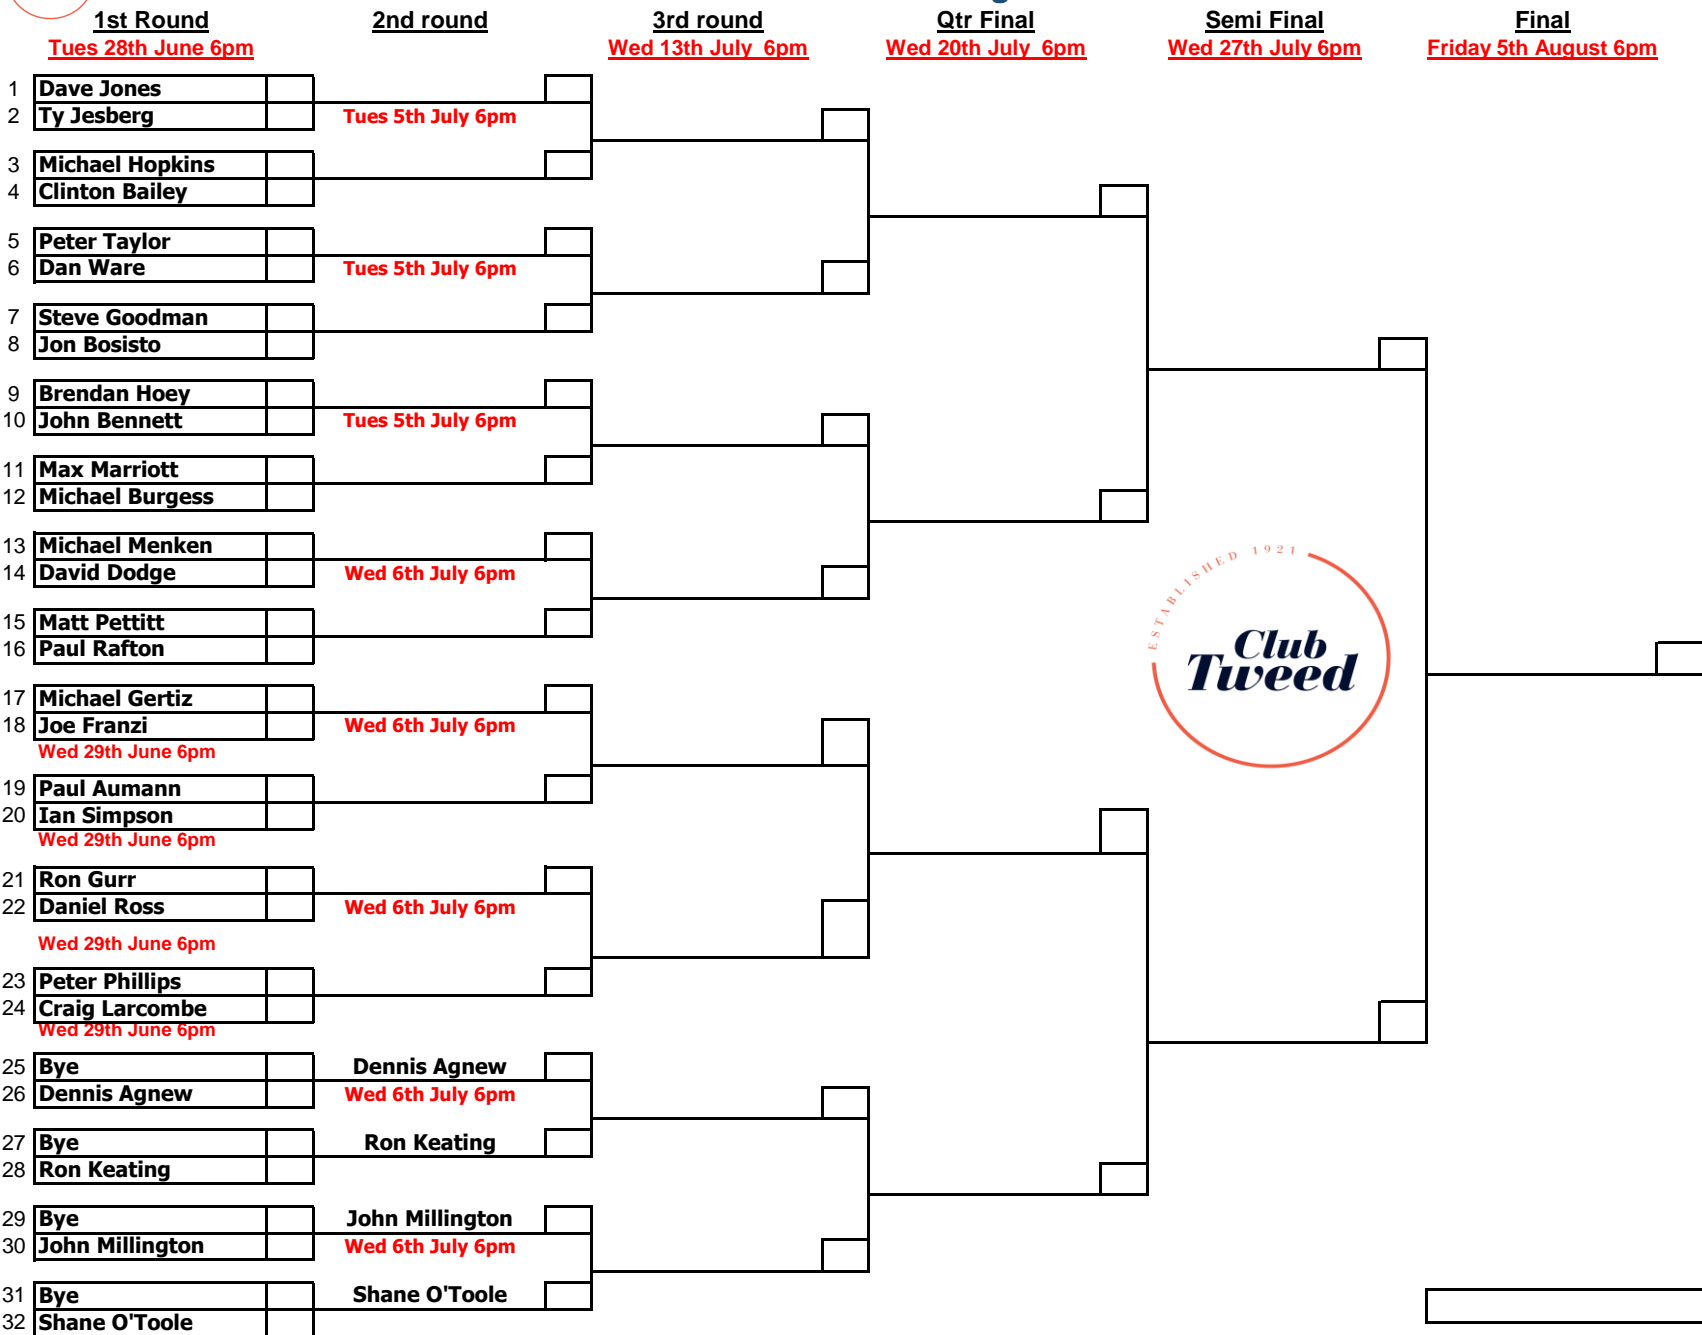 1st Round 2nd round 3rd round Qtr Final Semi Final Final
Tues 28th June 6pm Wed 13th July 6pm Wed 20th July 6pm Wed 27th July 6pm Friday 5th August 6pm
1 Dave Jones
2 Ty Jesberg Tues 5th July 6pm
3 Michael Hopkins
4 Clinton Bailey
5 Peter Taylor
6 Dan Ware Tues 5th July 6pm
7 Steve Goodman
8 Jon Bosisto
9 Brendan Hoey
10 John Bennett Tues 5th July 6pm
11 Max Marriott
12 Michael Burgess
13 Michael Menken
14 David Dodge Wed 6th July 6pm
15 Matt Pettitt
16 Paul Rafton
ESTABLISHED 1921
Club
Tweed
17 Michael Gertiz
18 Joe Franzi Wed 6th July 6pm
Wed 29th June 6pm
19 Paul Aumann
20 Ian Simpson
Wed 29th June 6pm
21 Ron Gurr
22 Daniel Ross Wed 6th July 6pm
Wed 29th June 6pm
23 Peter Phillips
24 Craig Larcombe
Wed 29th June 6pm
25 Bye Dennis Agnew
26 Dennis Agnew Wed 6th July 6pm
27 Bye Ron Keating
28 Ron Keating
29 Bye John Millington
30 John Millington Wed 6th July 6pm
31 Bye Shane O'Toole
32 Shane O'Toole